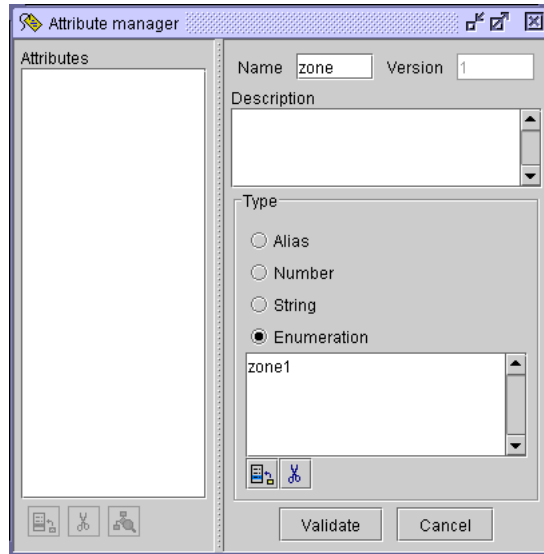 Attribute manager
Attributes
Name zone Version 1
Description
Type
Alias
Number
String
Enumeration
zone1
Validate Cancel